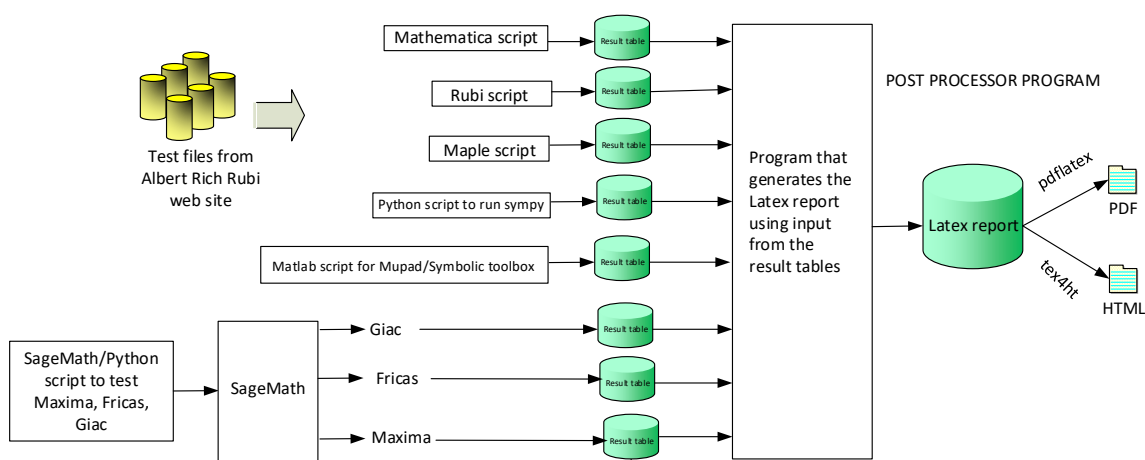 Mathematica script
Result table
Rubi script
Result table
Maple script
Result table
Python script to run sympy
Result table
Matlab script for Mupad/Symbolic toolbox
Result table
Test files from
Albert Rich Rubi
web site
SageMath/Python
script to test
Maxima, Fricas,
Giac
SageMath
Giac
Result table
Fricas
Result table
Maxima
Result table
Program that
generates the
Latex report
using input
from the
result tables
POST PROCESSOR PROGRAM
Latex report
pdflatex
PDF
tex4ht
HTML